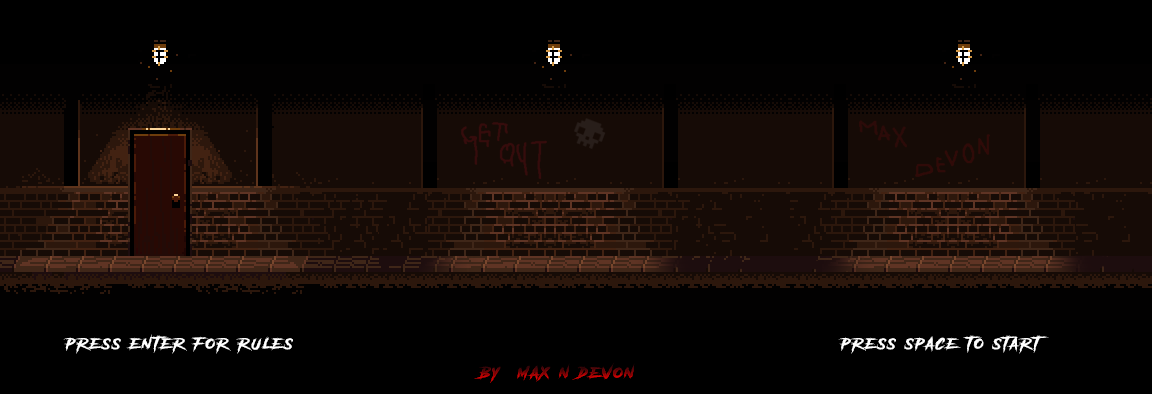 GET
OUT
MAX
DEVON
PRESS ENTER FOR RULES
PRESS SPACE TO START
BY MAX N DEVON